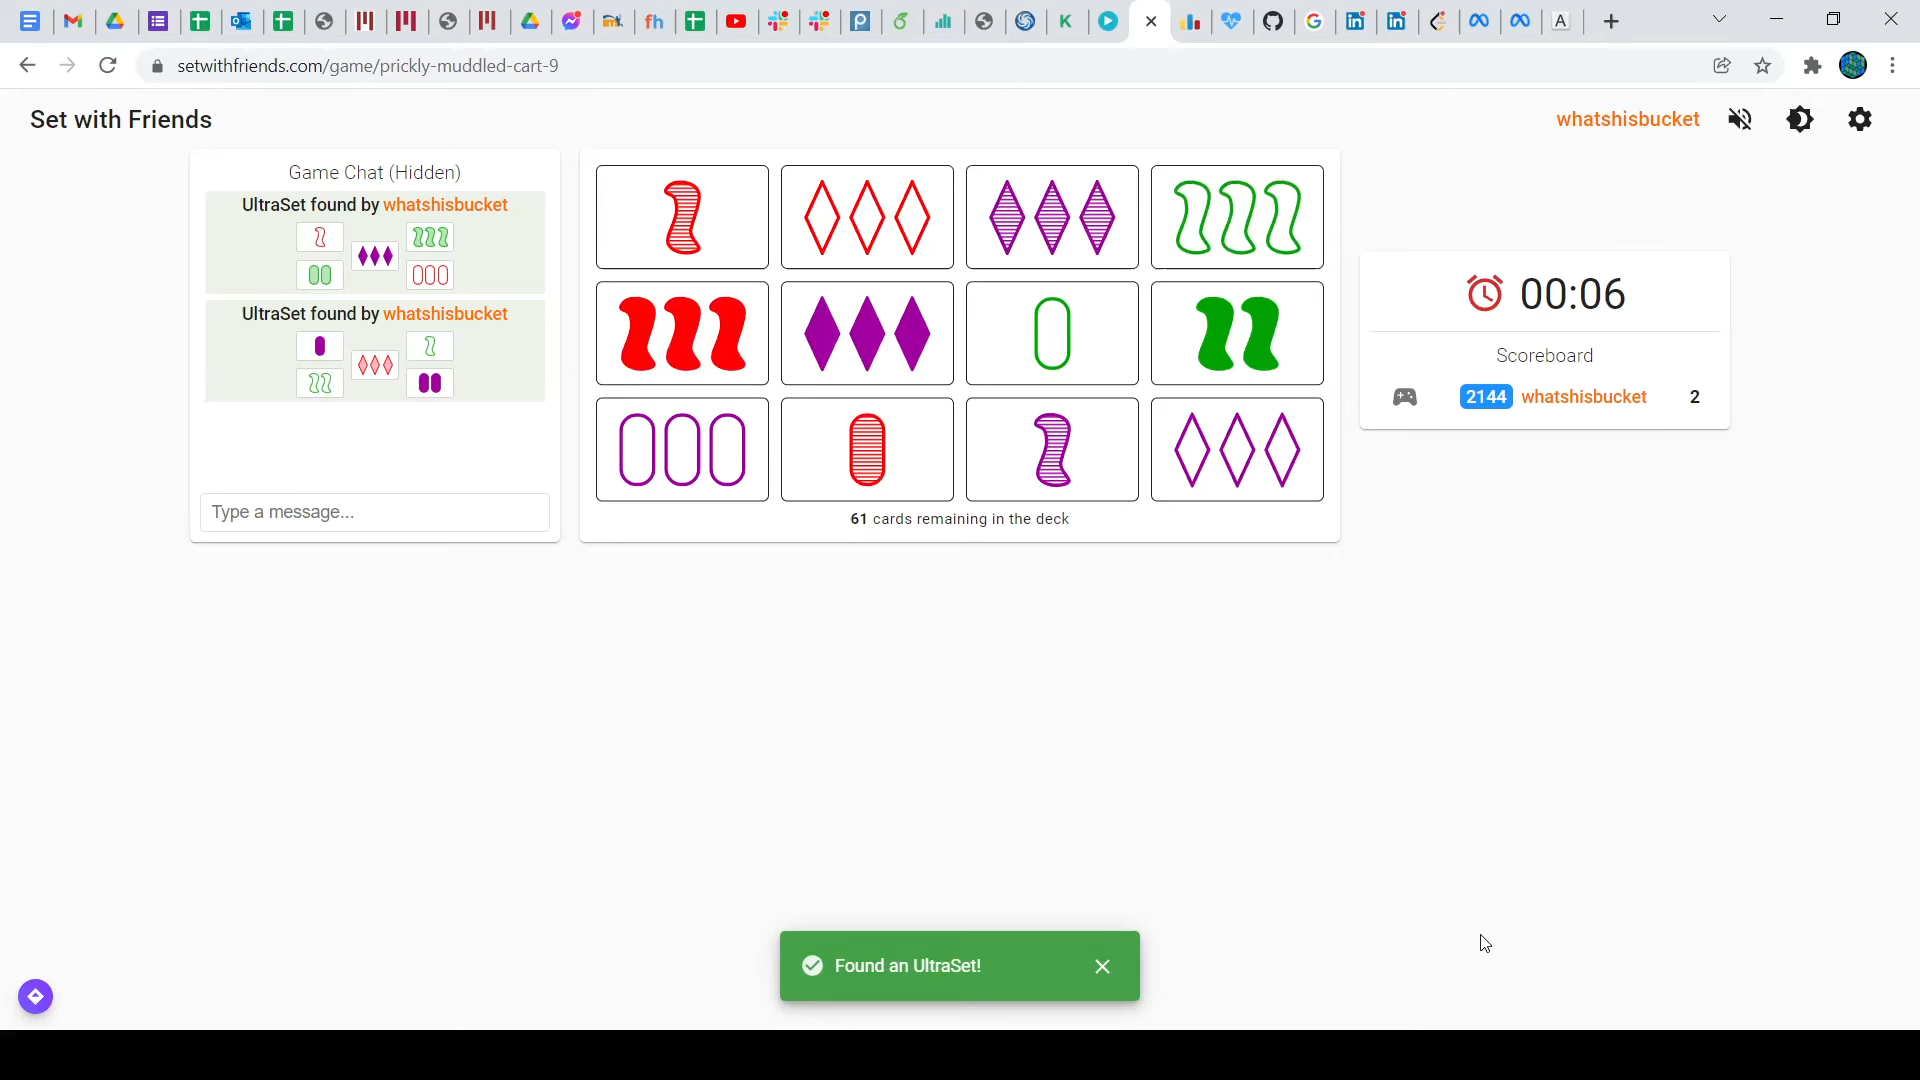 setwithfriends.com/game/prickly-muddled-cart-9
Set with Friends
whatshisbucket
Game Chat (Hidden)
UltraSet found by whatshisbucket
UltraSet found by whatshisbucket
Type a message...
61 cards remaining in the deck
00:06
Scoreboard
2144 whatshisbucket 2
Found an UltraSet!